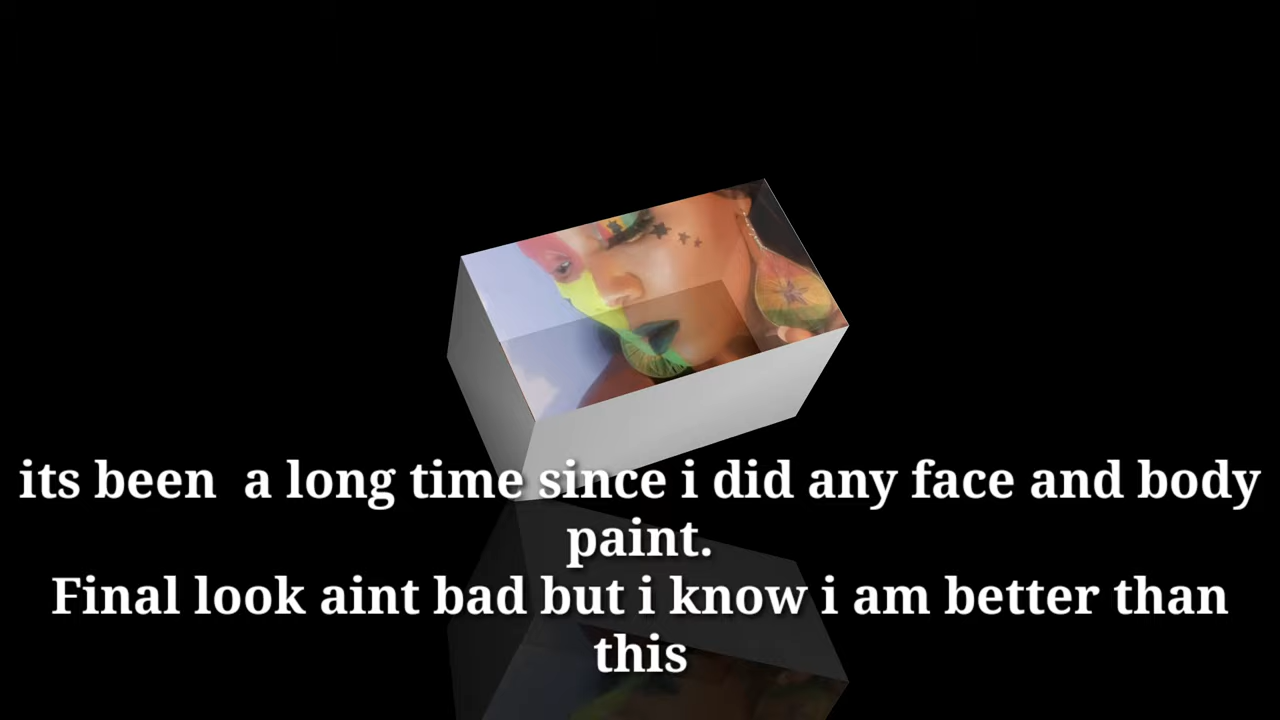 its been  a long time since i did any face and body
paint.
Final look aint bad but i know i am better than
this